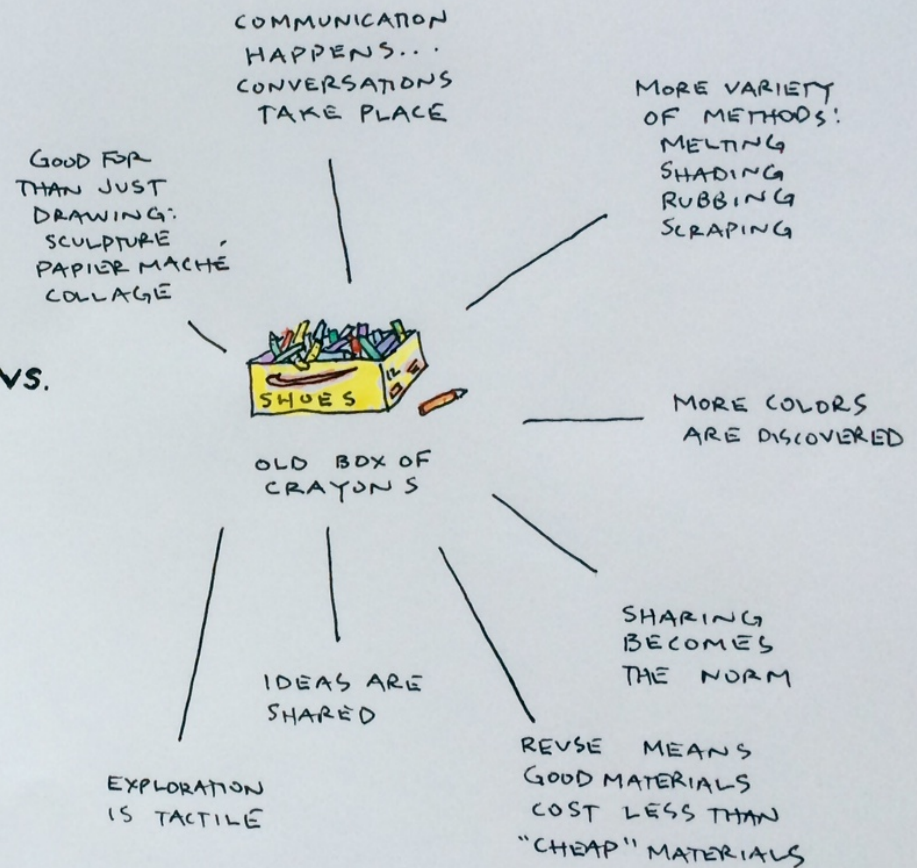 COMMUNICATION
HAPPENS...
CONVERSATIONS
TAKE PLACE
MORE VARIETY
OF METHODS:
MELTING
SHADING
RUBBING
SCRAPING
GOOD FOR
THAN JUST
DRAWING:
SCULPTURE
PAPIER MACHÉ
COLLAGE
VS.
SHOES
12
OLD BOX OF
CRAYONS
MORE COLORS
ARE DISCOVERED
SHARING
BECOMES
THE NORM
IDEAS ARE
SHARED
REUSE MEANS
GOOD MATERIALS
COST LESS THAN
"CHEAP" MATERIALS
EXPLORATION
IS TACTILE